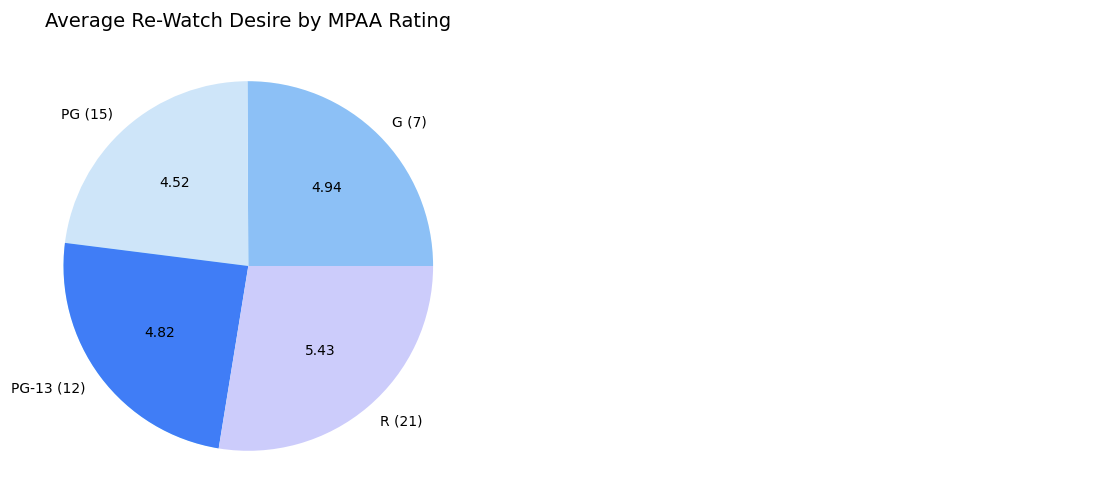 Average Re-Watch Desire by MPAA Rating
PG (15)
G (7)
4.52
4.94
4.82
5.43
PG-13 (12)
R (21)